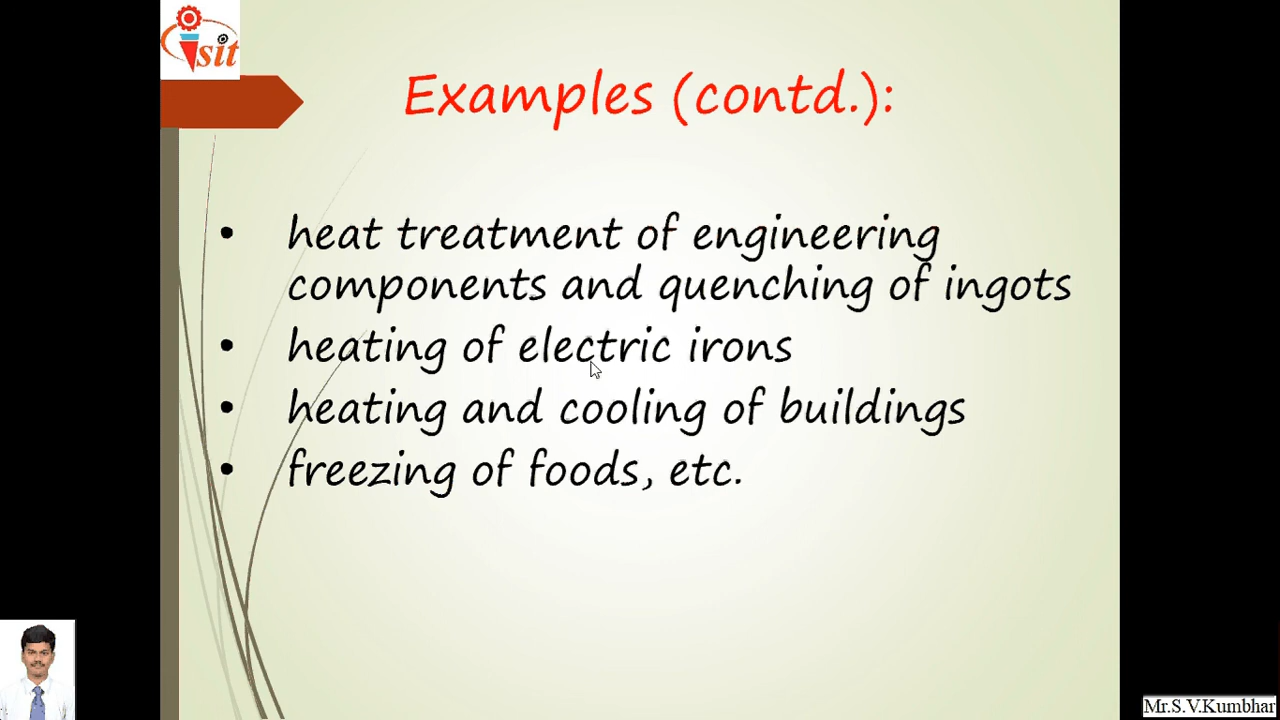 isit
Examples (contd.):
• heat treatment of engineering
components and quenching of ingots
• heating of electric irons
• heating and cooling of buildings
• freezing of foods, etc.
Mr.S.V.Kumbhar